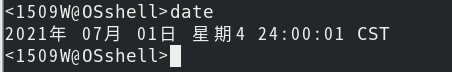 <1509W@OSshell>date
2021年 07月 01日 星期4 24:00:01 CST
<1509W@OSshell>